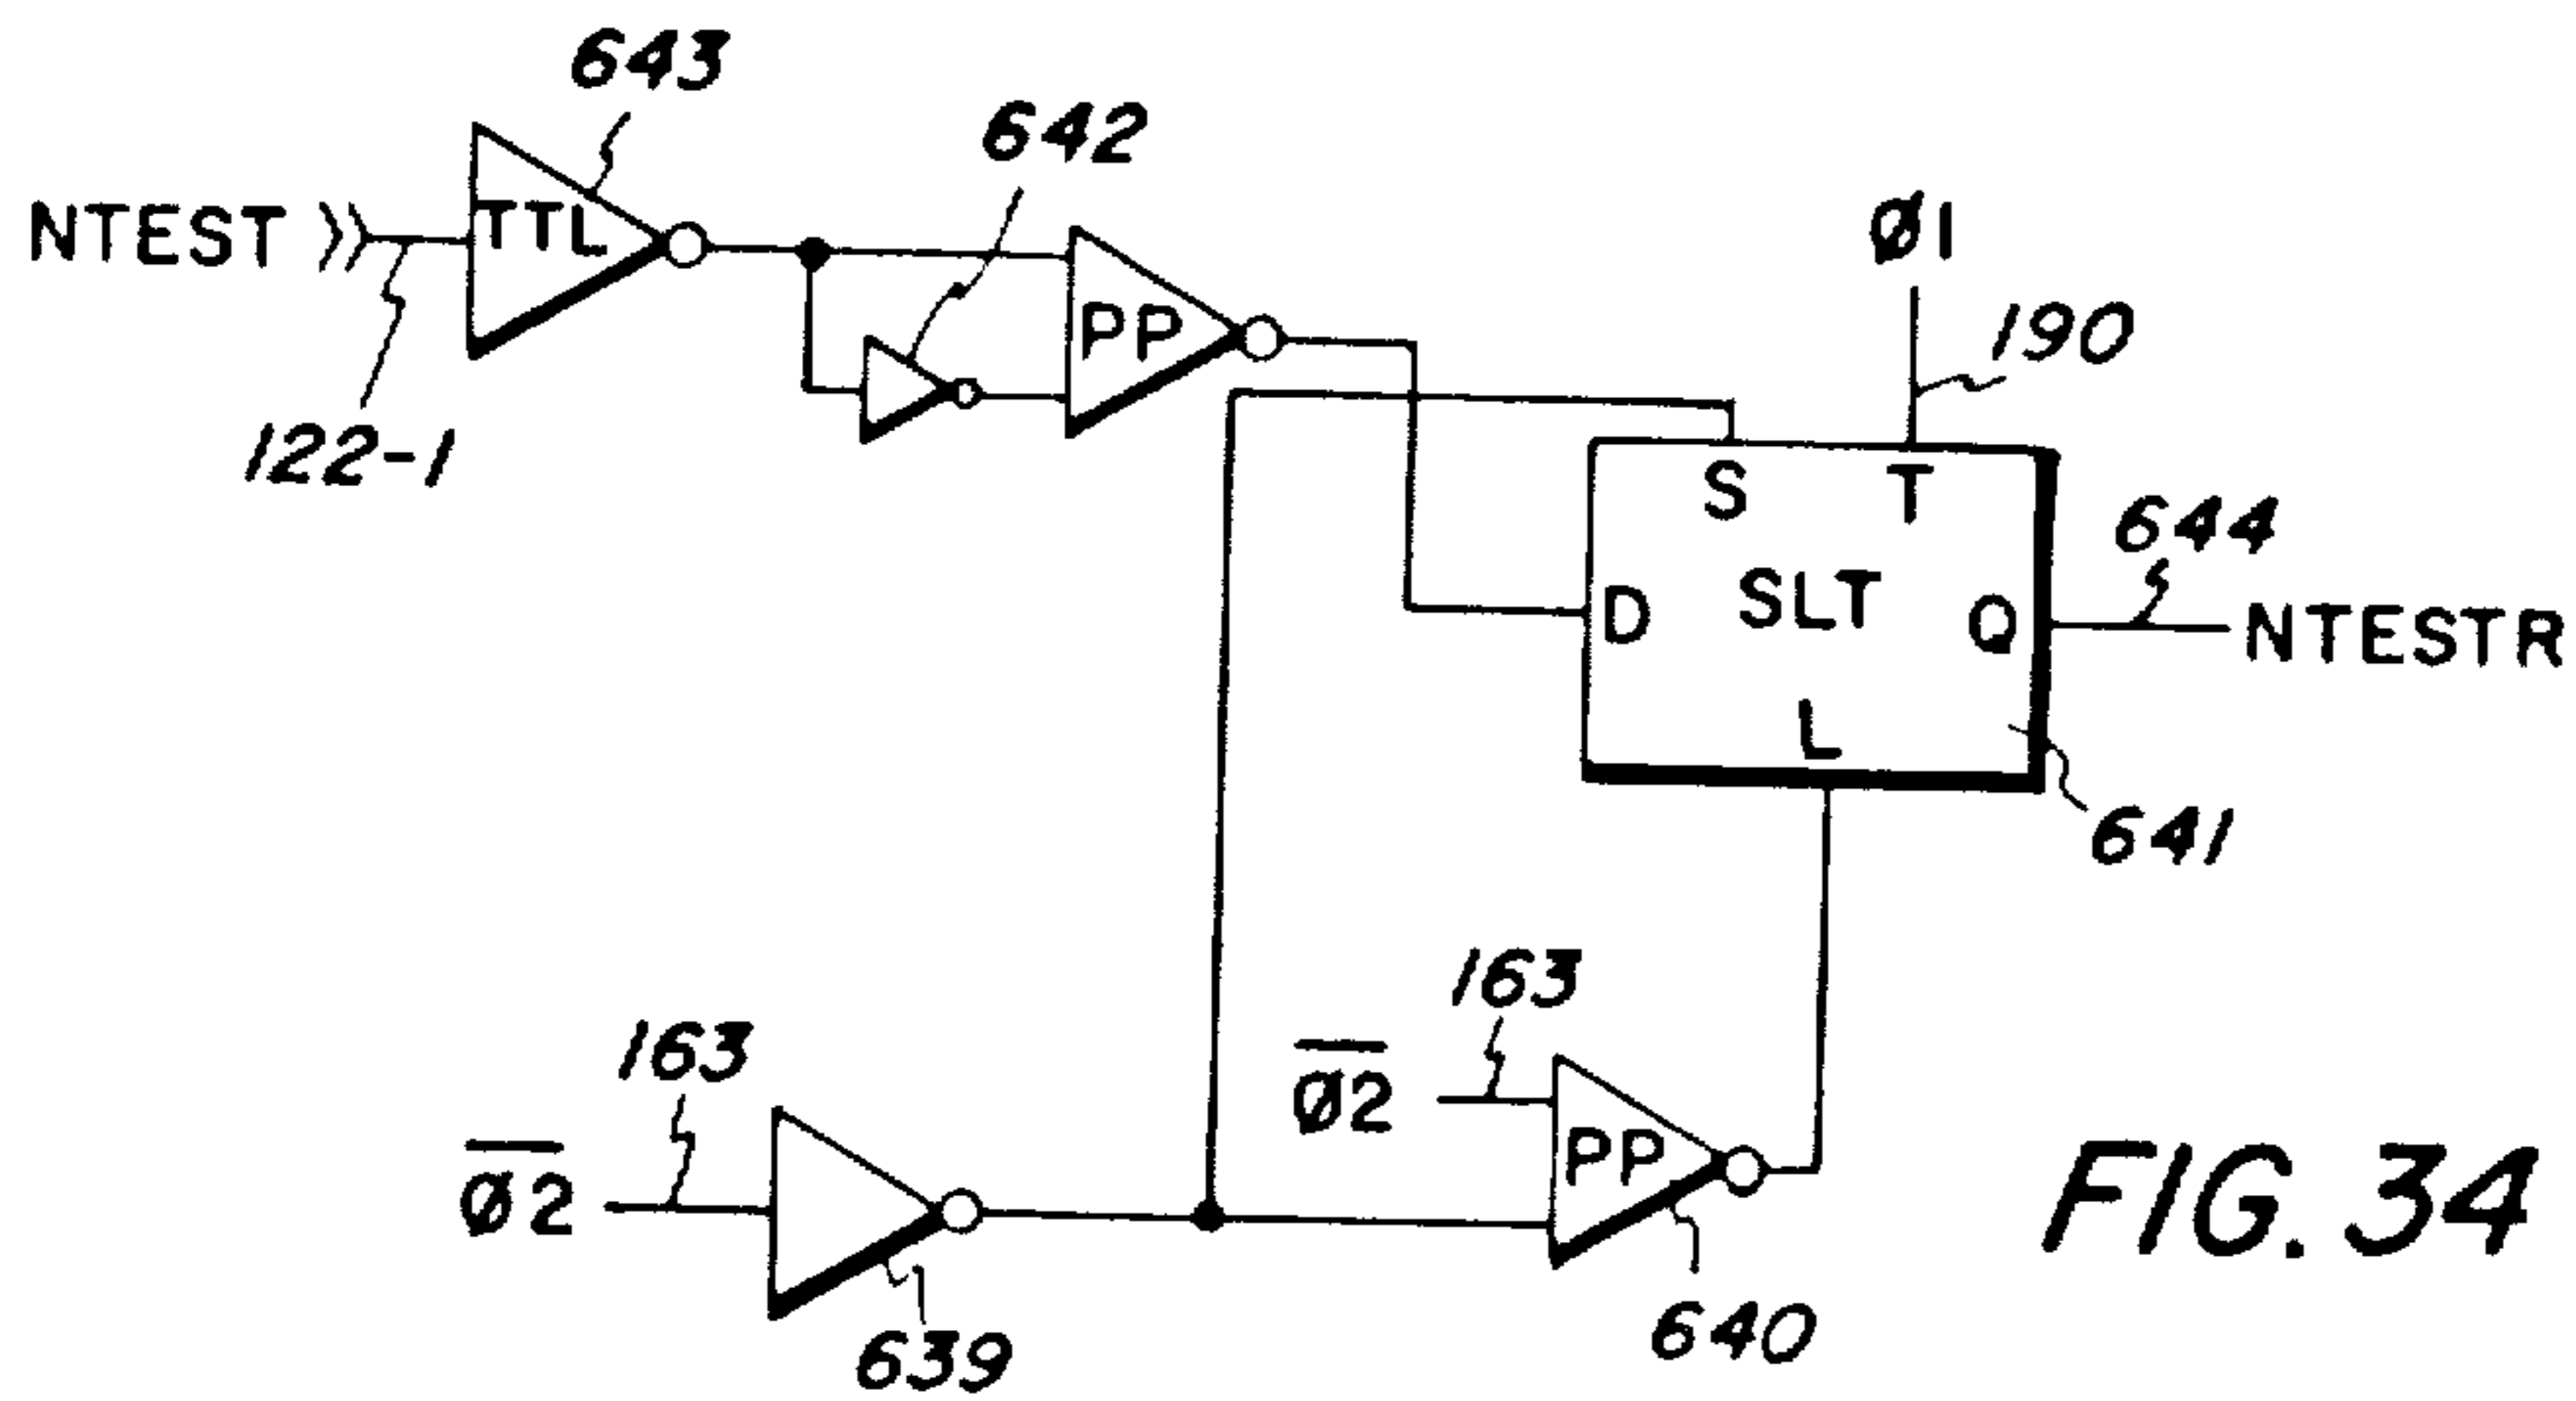 643
642
NTEST
TTL
Ø1
190
PP
122-1
S T
644
D SLT Q
NTESTR
L
641
163
163
Ø2
PP
Ø2
FIG. 34
640
639